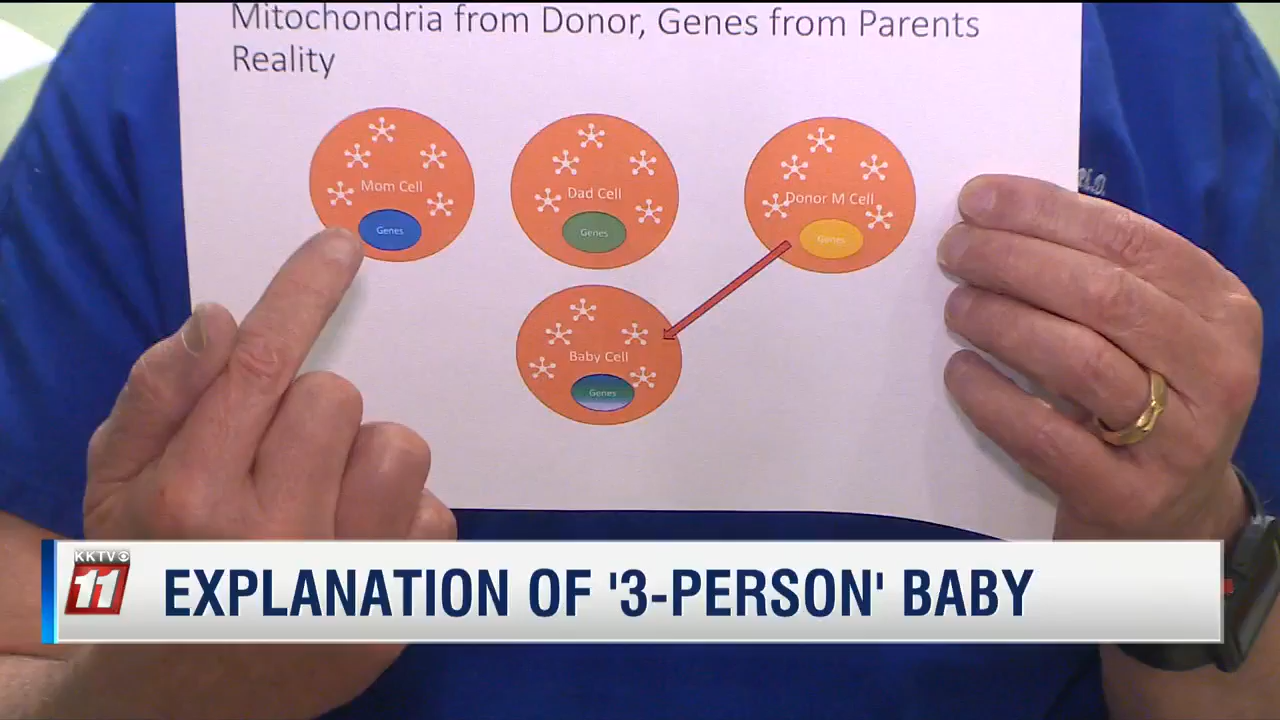 Mitochondria from Donor, Genes from Parents
Reality
Mom Cell
Genes
Dad Cell
Genes
Donor M Cell
Genes
Baby Cell
Genes
KKTV
11
EXPLANATION OF '3-PERSON' BABY